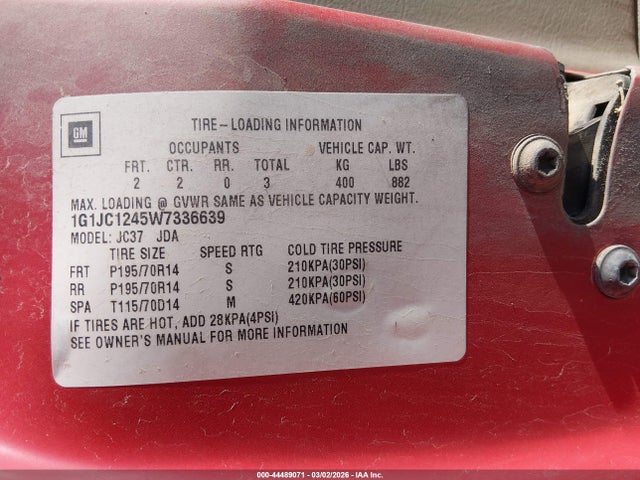 GM
TIRE-LOADING INFORMATION
OCCUPANTS VEHICLE CAP. WT.
FRT. CTR. RR. TOTAL KG LBS
2 2 0 3 400 882
MAX. LOADING @ GVWR SAME AS VEHICLE CAPACITY WEIGHT.
1G1JC1245W7336639
MODEL: JC37 JDA
TIRE SIZE SPEED RTG COLD TIRE PRESSURE
FRT P195/70R14 S 210KPA(30PSI)
RR P195/70R14 S 210KPA(30PSI)
SPA T115/70D14 M 420KPA(60PSI)
IF TIRES ARE HOT, ADD 28KPA(4PSI)
SEE OWNER'S MANUAL FOR MORE INFORMATION
000-44489071 - 03/02/2026 - IAA Inc.